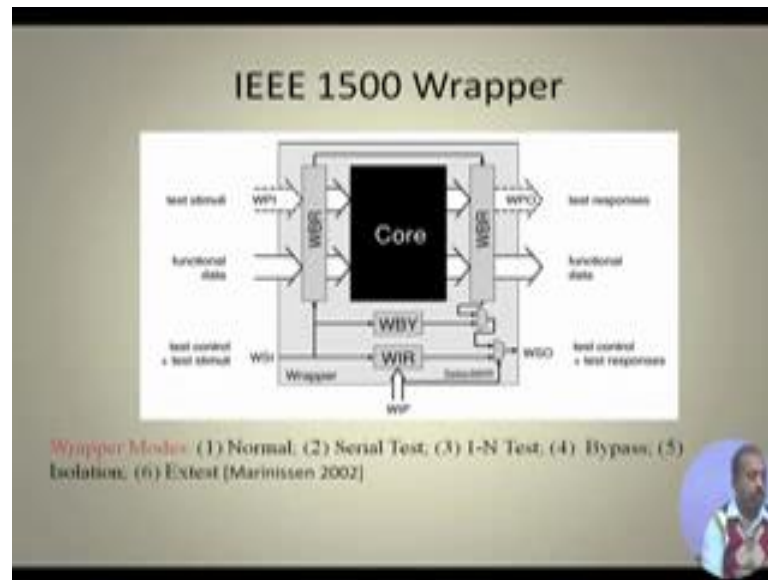 IEEE 1500 Wrapper
test stimuli
WPI
WBR
Core
WBR
WPO
test responses
functional
data
functional
data
test control
+ test stimuli
WSI
WBY
WIR
WSO
test control
+ test responses
Wrapper
WIP
Wrapper Modes: (1) Normal; (2) Serial Test; (3) 1-N Test; (4) Bypass; (5)
Isolation; (6) Extest [Marinissen 2002]